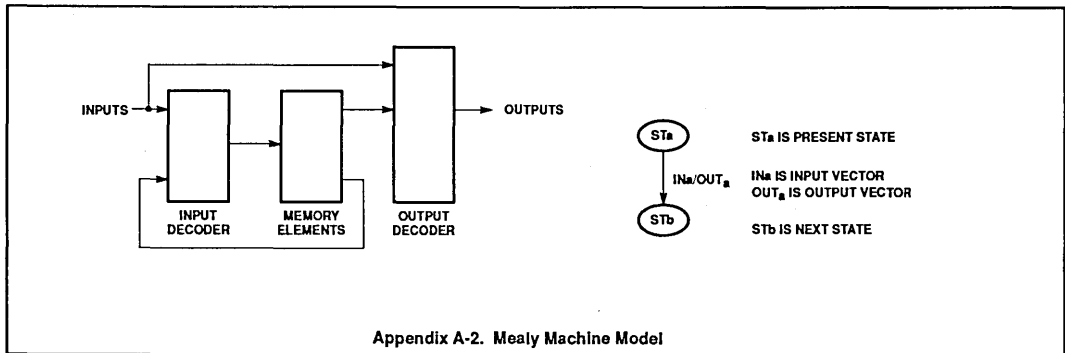 INPUTS
OUTPUTS
INPUT
DECODER
MEMORY
ELEMENTS
OUTPUT
DECODER
STa
STa IS PRESENT STATE
INa/OUTa
INa IS INPUT VECTOR
OUTa IS OUTPUT VECTOR
STb
STb IS NEXT STATE
Appendix A-2. Mealy Machine Model